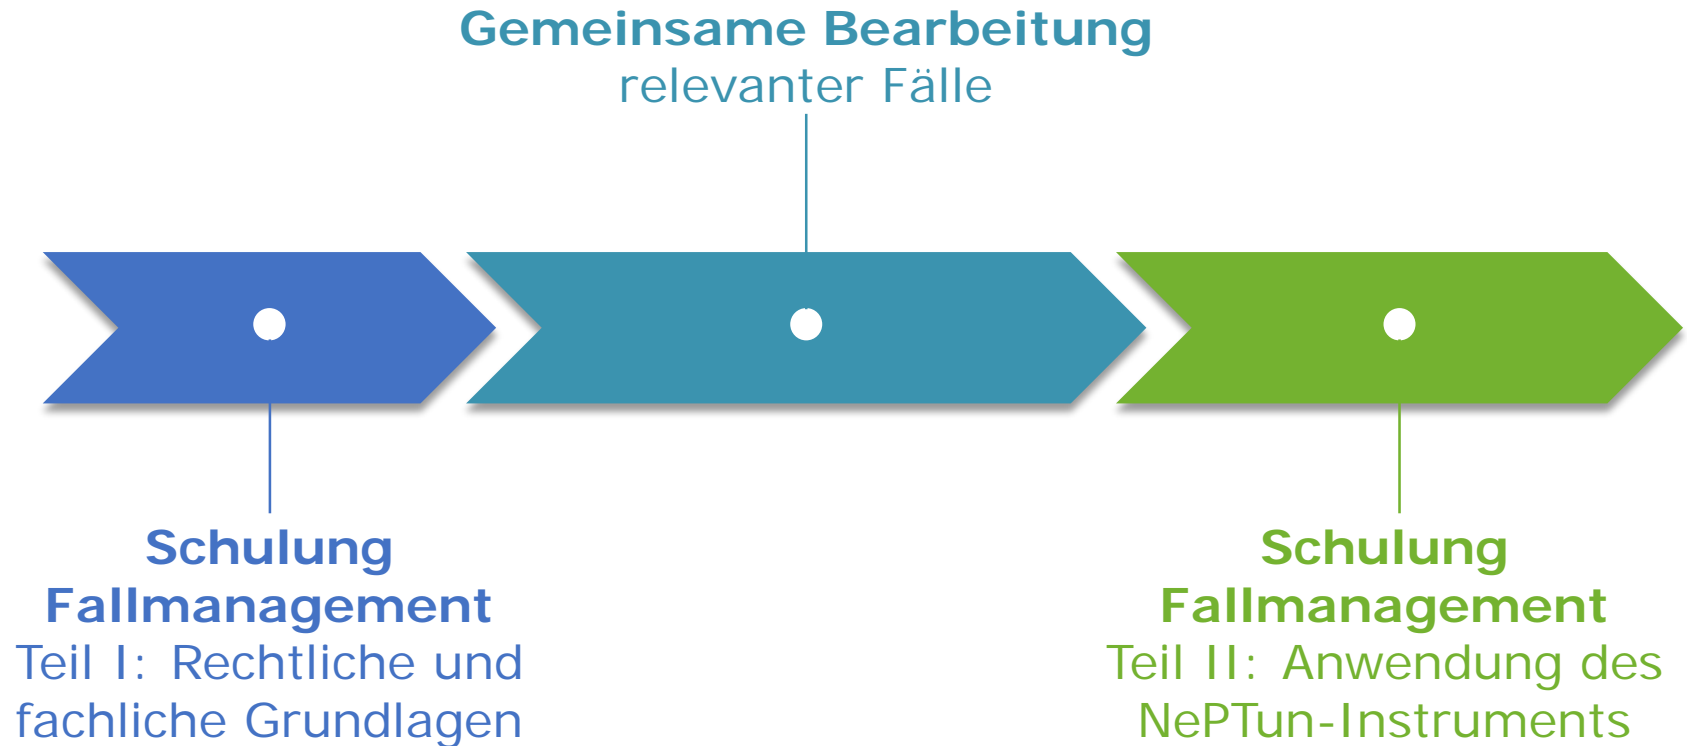 Gemeinsame Bearbeitung
relevanter Fälle
Schulung
Fallmanagement
Teil I: Rechtliche und
fachliche Grundlagen
Schulung
Fallmanagement
Teil II: Anwendung des
NePTun-Instruments